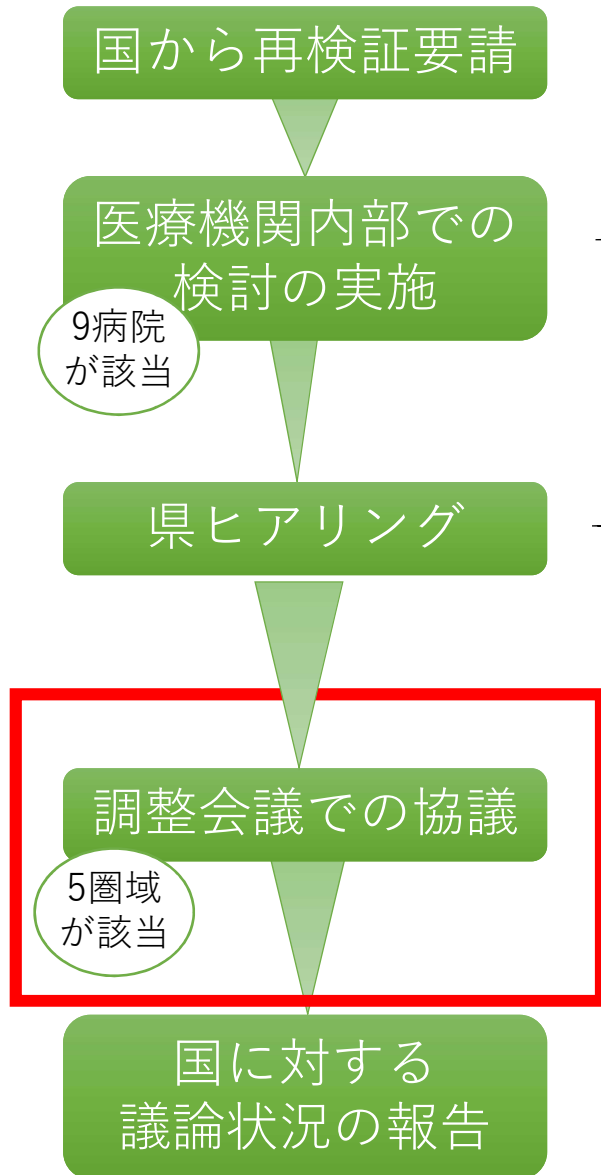 国から再検証要請
医療機関内部での
検討の実施
9病院
が該当
県ヒアリング
調整会議での協議
5圏域
が該当
国に対する
議論状況の報告